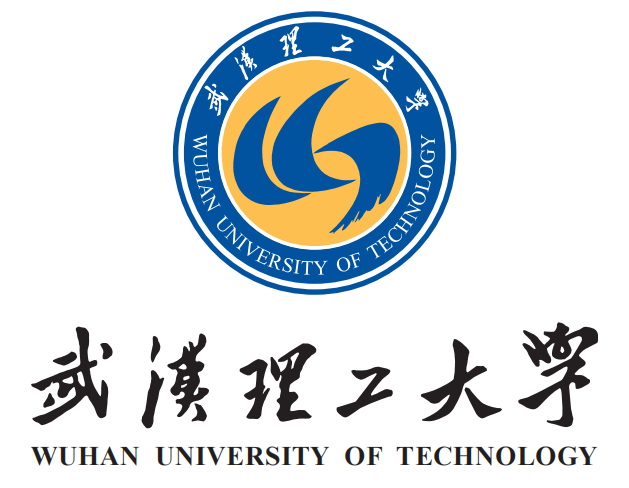 武漢理工大學
WUHAN UNIVERSITY OF TECHNOLOGY
武漢理工大學
WUHAN UNIVERSITY OF TECHNOLOGY